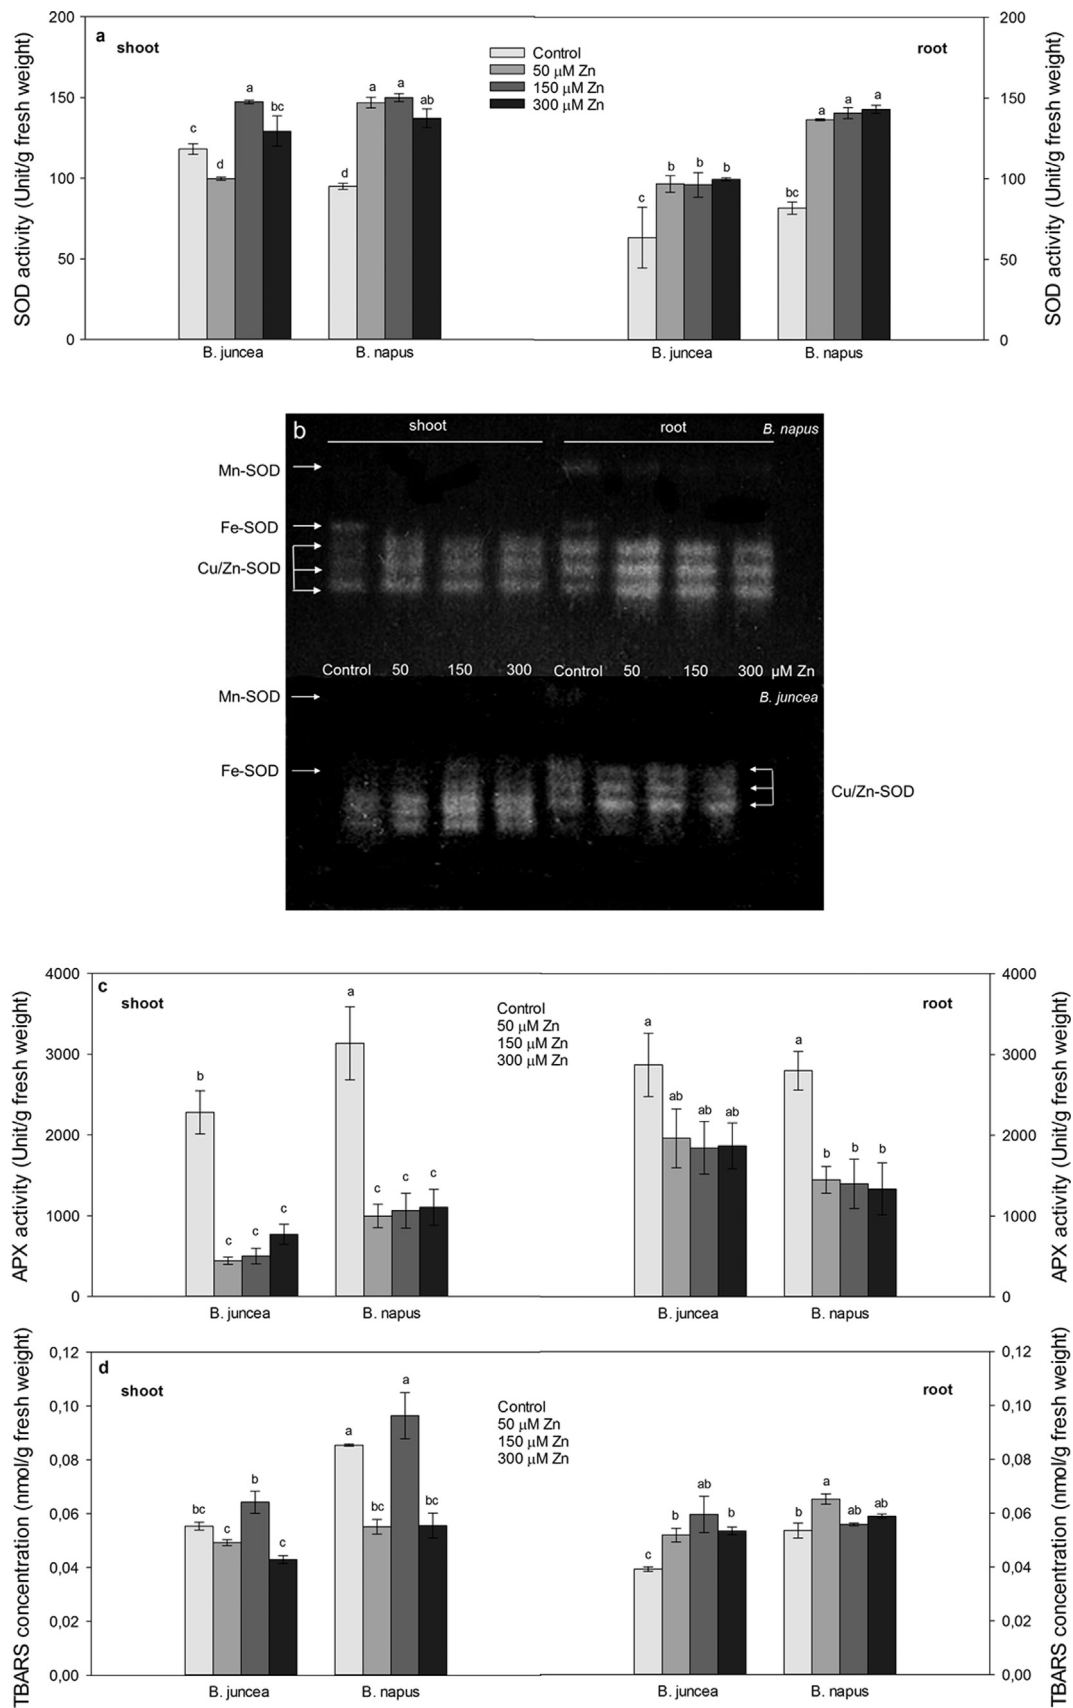 SOD activity (Unit/g fresh weight)
200
150
100
50
0
a
shoot
c
d
a
bc
d
a
a
ab
B. juncea
B. napus
Control
50 µM Zn
150 µM Zn
300 µM Zn
root
c
b
b
b
bc
a
a
a
B. juncea
B. napus
200
150
100
50
0
SOD activity (Unit/g fresh weight)
b
shoot
root
B. napus
Mn-SOD
Fe-SOD
Cu/Zn-SOD
Control 50 150 300 Control 50 150 300 µM Zn
Mn-SOD
B. juncea
Fe-SOD
Cu/Zn-SOD
APX activity (Unit/g fresh weight)
4000
3000
2000
1000
0
c
shoot
b
c
c
c
a
c
c
c
B. juncea
B. napus
Control
50 µM Zn
150 µM Zn
300 µM Zn
root
a
ab
ab
ab
a
b
b
b
B. juncea
B. napus
4000
3000
2000
1000
0
APX activity (Unit/g fresh weight)
TBARS concentration (nmol/g fresh weight)
0,12
0,10
0,08
0,06
0,04
0,02
0,00
d
shoot
bc
c
b
c
a
bc
a
bc
B. juncea
B. napus
Control
50 µM Zn
150 µM Zn
300 µM Zn
root
c
b
ab
b
b
a
ab
ab
B. juncea
B. napus
0,12
0,10
0,08
0,06
0,04
0,02
0,00
TBARS concentration (nmol/g fresh weight)